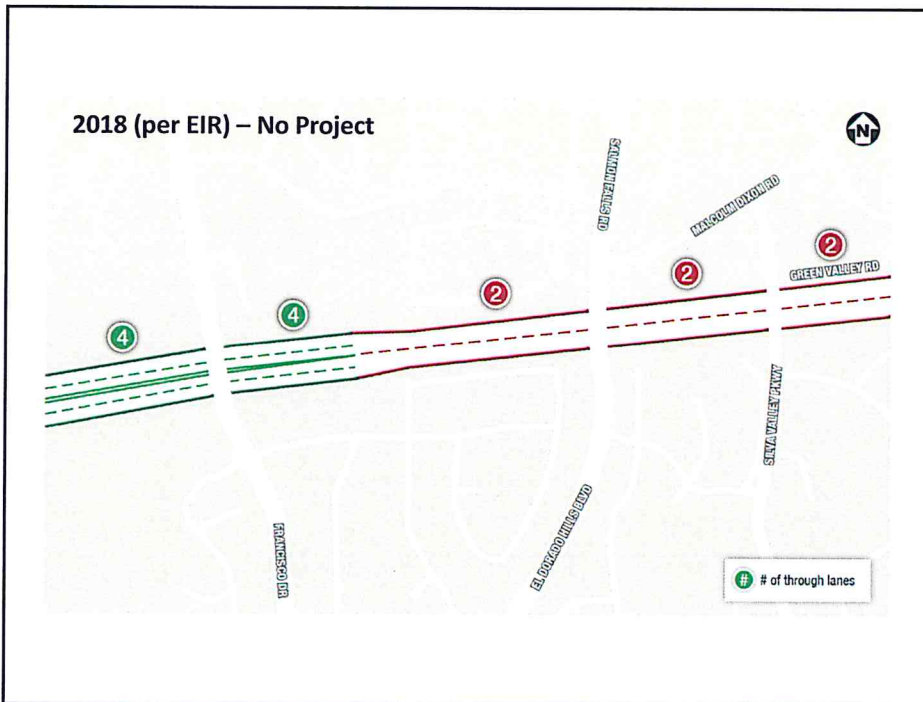 2018 (per EIR) – No Project
N
SALMON FALLS RD
MALCOLM DIXON RD
2
GREEN VALLEY RD
2
2
4
4
SILVA VALLEY PKWY
EL DORADO HILLS BLVD
FRANCISCO DR
# # of through lanes